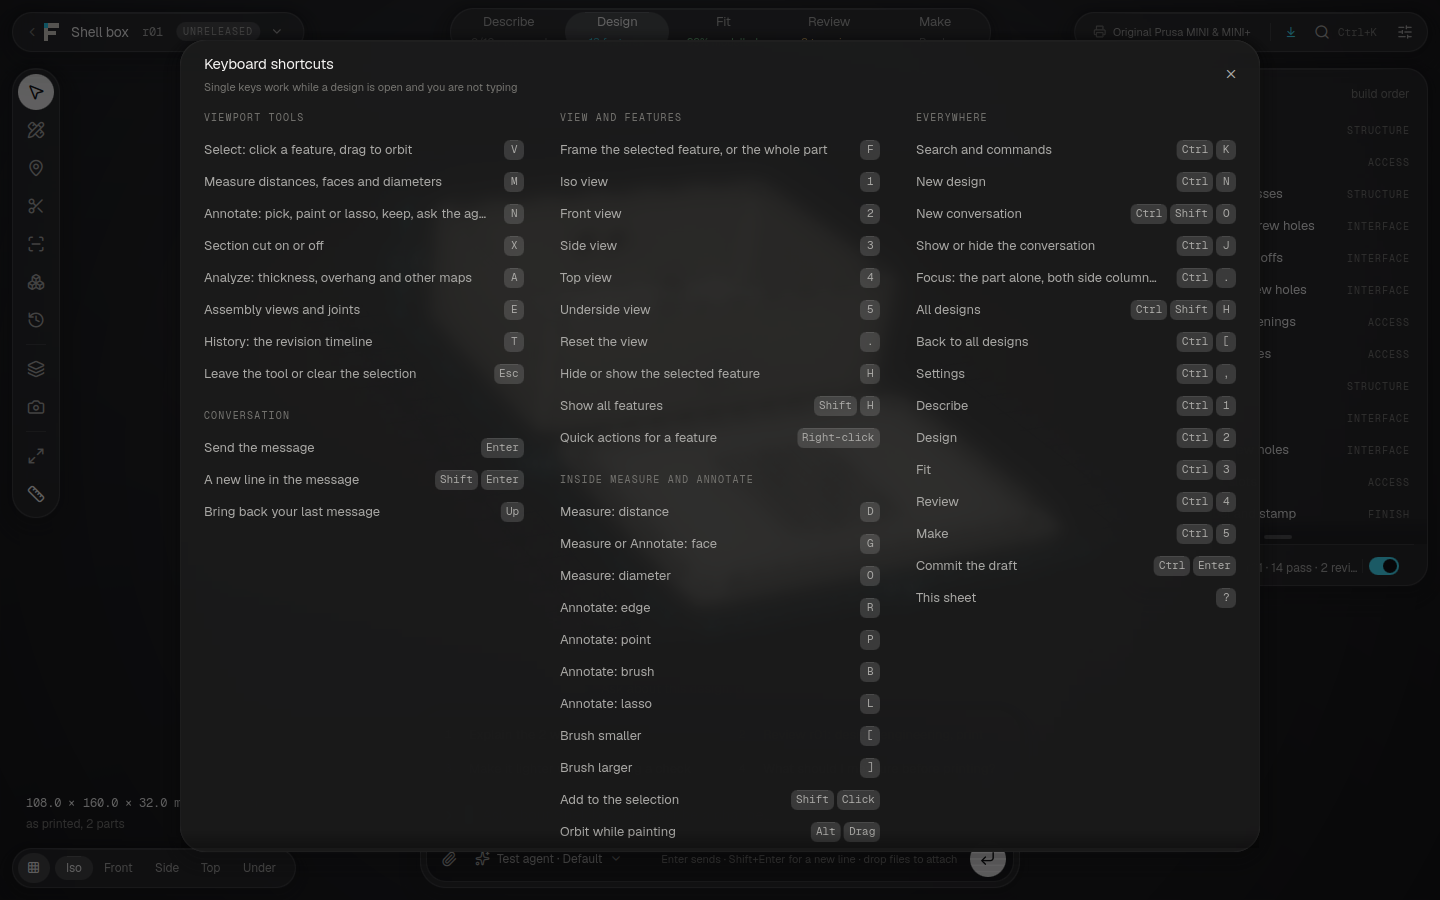 Shell box r01 UNRELEASED
Describe Design Fit Review Make
Original Prusa MINI & MINI+ Ctrl+K
Keyboard shortcuts
Single keys work while a design is open and you are not typing
VIEWPORT TOOLS
Select: click a feature, drag to orbit V
Measure distances, faces and diameters M
Annotate: pick, paint or lasso, keep, ask the ag… N
Section cut on or off X
Analyze: thickness, overhang and other maps A
Assembly views and joints E
History: the revision timeline T
Leave the tool or clear the selection Esc
CONVERSATION
Send the message Enter
A new line in the message Shift Enter
Bring back your last message Up
VIEW AND FEATURES
Frame the selected feature, or the whole part F
Iso view 1
Front view 2
Side view 3
Top view 4
Underside view 5
Reset the view .
Hide or show the selected feature H
Show all features Shift H
Quick actions for a feature Right-click
INSIDE MEASURE AND ANNOTATE
Measure: distance D
Measure or Annotate: face G
Measure: diameter O
Annotate: edge R
Annotate: point P
Annotate: brush B
Annotate: lasso L
Brush smaller [
Brush larger ]
Add to the selection Shift Click
Orbit while painting Alt Drag
EVERYWHERE
Search and commands Ctrl K
New design Ctrl N
New conversation Ctrl Shift O
Show or hide the conversation Ctrl J
Focus: the part alone, both side column… Ctrl .
All designs Ctrl Shift H
Back to all designs Ctrl [
Settings Ctrl ,
Describe Ctrl 1
Design Ctrl 2
Fit Ctrl 3
Review Ctrl 4
Make Ctrl 5
Commit the draft Ctrl Enter
This sheet ?
build order
STRUCTURE
ACCESS
sses STRUCTURE
rew holes INTERFACE
offs INTERFACE
ew holes INTERFACE
enings ACCESS
es ACCESS
STRUCTURE
INTERFACE
holes INTERFACE
ACCESS
stamp FINISH
· 14 pass · 2 revi…
108.0 × 160.0 × 32.0 m
as printed, 2 parts
Iso Front Side Top Under
Test agent · Default Enter sends · Shift+Enter for a new line · drop files to attach